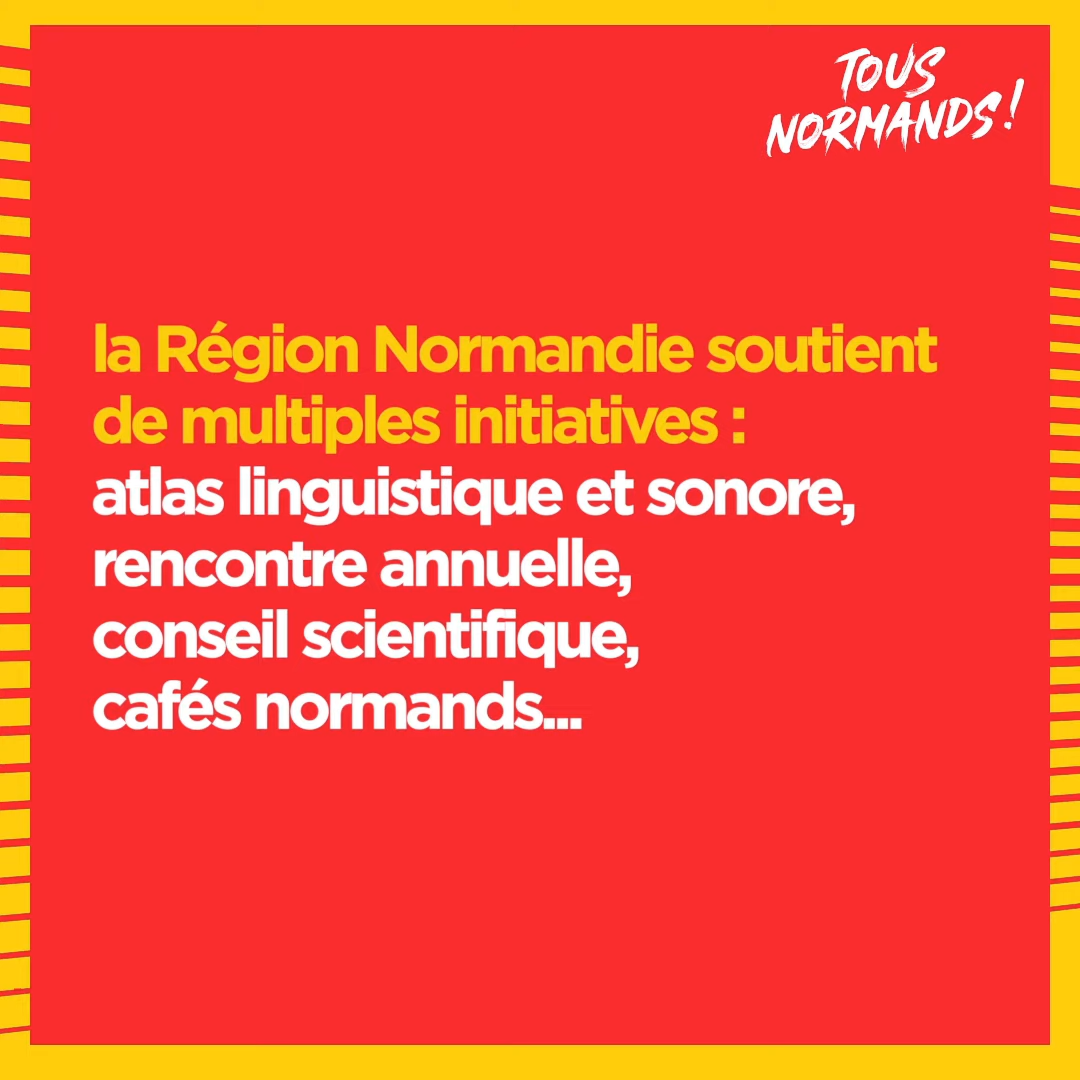 TOUS
NORMANDS!
la Région Normandie soutient
de multiples initiatives :
atlas linguistique et sonore,
rencontre annuelle,
conseil scientifique,
cafés normands...